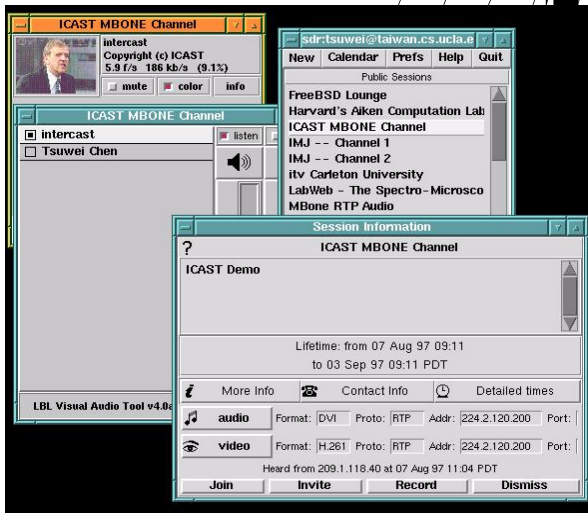 ICAST MBONE Channel
intercast
Copyright (c) ICAST
5.9 f/s 186 kb/s (9.1%)
mute color info
ICAST MBONE Channel
intercast
Tsuwei Chen
listen
LBL Visual Audio Tool v4.0a
sdr:tsuwei@taiwan.cs.ucla.e
New Calendar Prefs Help Quit
Public Sessions
FreeBSD Lounge
Harvard's Aiken Computation Lab
ICAST MBONE Channel
IMJ -- Channel 1
IMJ -- Channel 2
itv Carleton University
LabWeb - The Spectro-Microsco
MBone RTP Audio
Session Information
? ICAST MBONE Channel
ICAST Demo
Lifetime: from 07 Aug 97 09:11
to 03 Sep 97 09:11 PDT
i More Info Contact Info Detailed times
audio Format: DVI Proto: RTP Addr: 224.2.120.200 Port:
video Format: H.261 Proto: RTP Addr: 224.2.120.200 Port:
Heard from 209.1.118.40 at 07 Aug 97 11:04 PDT
Join Invite Record Dismiss